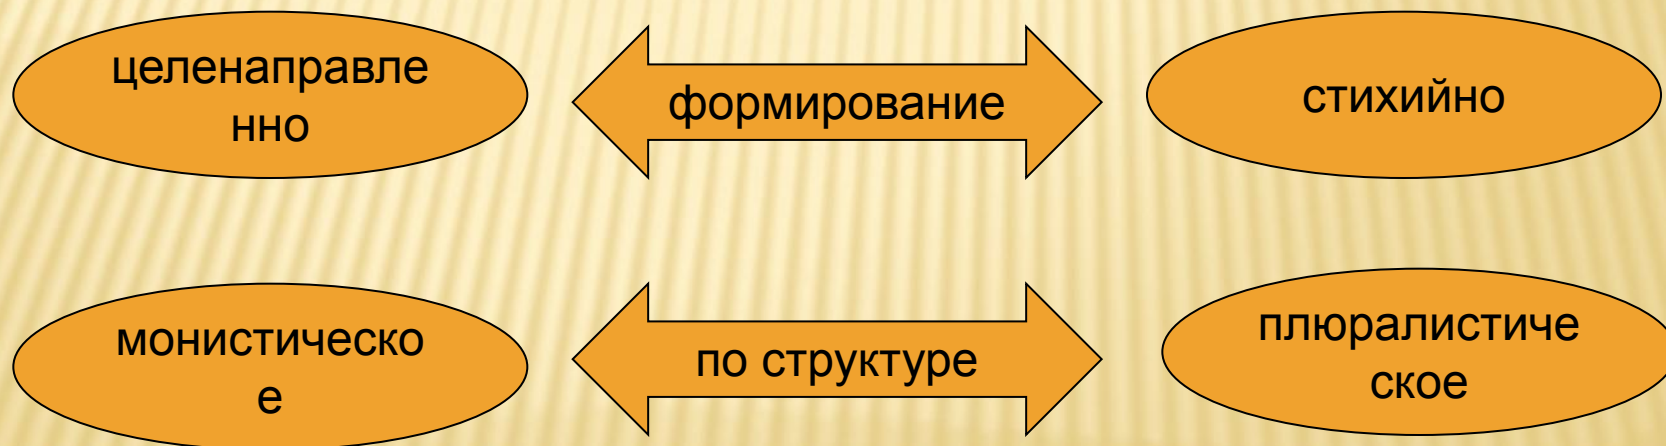 целенаправле
нно
формирование
стихийно
монистическо
е
по структуре
плюралистиче
ское